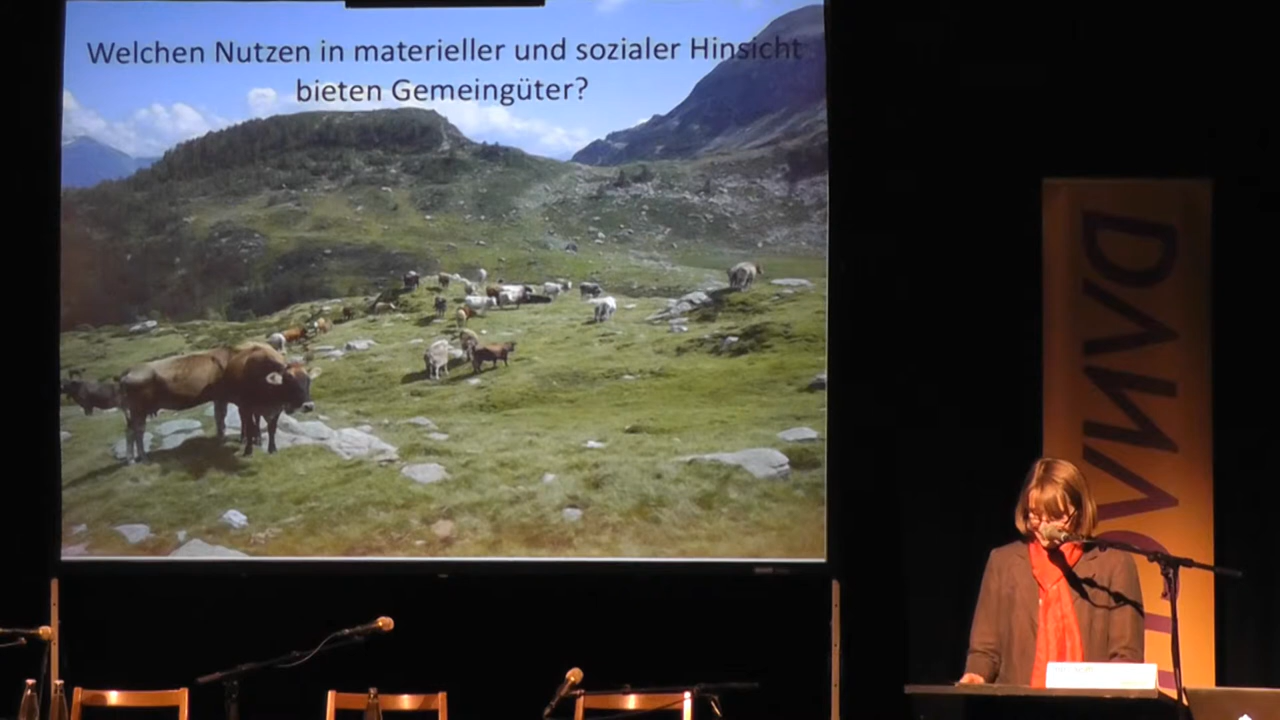 Welchen Nutzen in materieller und sozialer Hinsicht
bieten Gemeingüter?